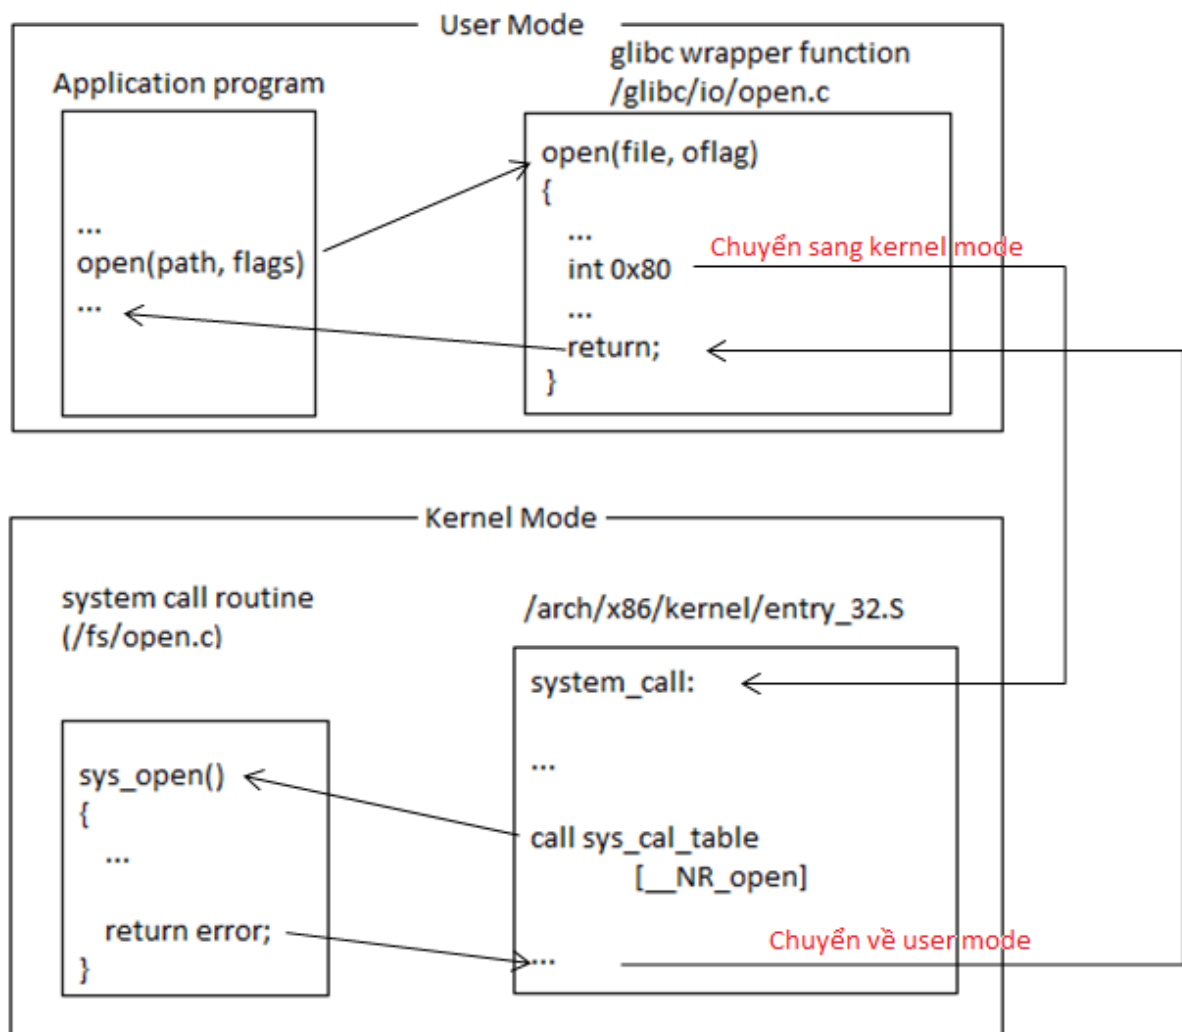 User Mode
Application program
...
open(path, flags)
...
glibc wrapper function
/glibc/io/open.c
open(file, oflag)
{
...
int 0x80
Chuyển sang kernel mode
...
return;
}
Kernel Mode
system call routine
(/fs/open.c)
sys_open()
{
...
return error;
}
/arch/x86/kernel/entry_32.S
system_call:
...
call sys_cal_table
[__NR_open]
...
Chuyển về user mode